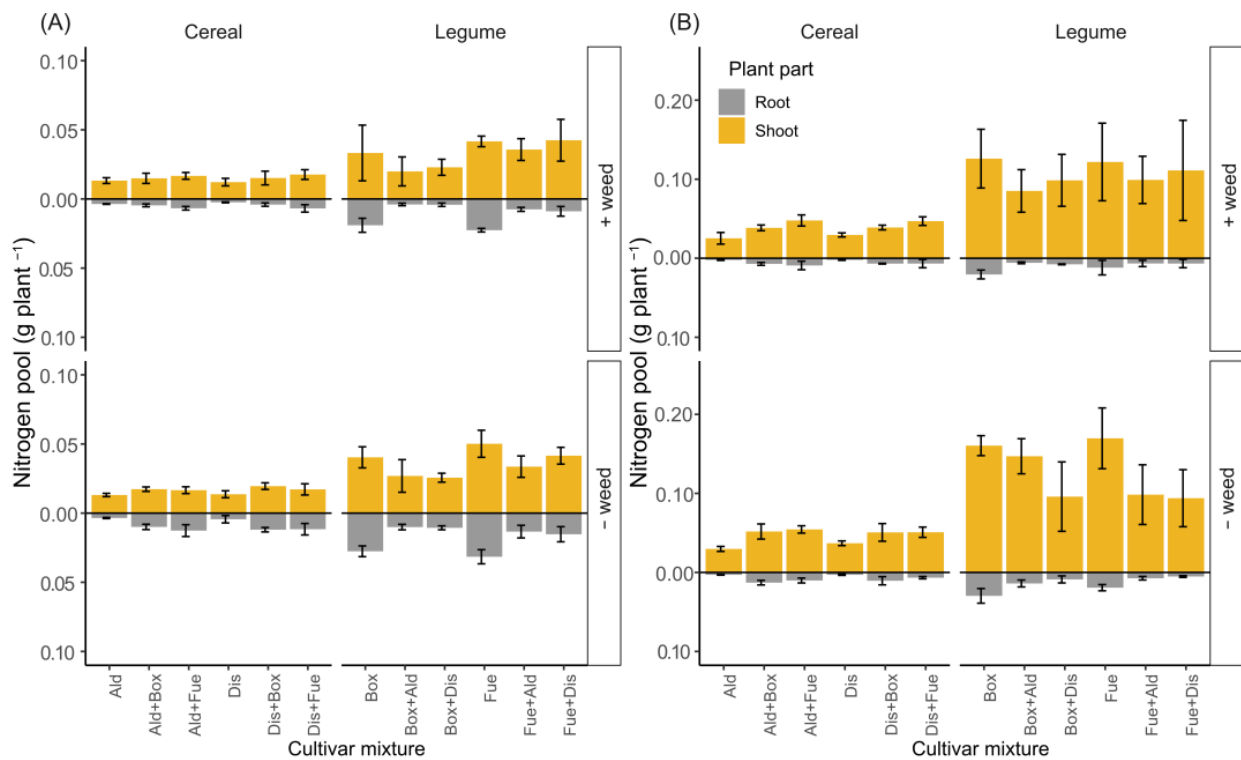 (A)
Cereal
Legume
0.10
0.05
0.00
0.05
0.10
+ weed
0.10
0.05
0.00
0.05
0.10
− weed
Nitrogen pool (g plant ⁻¹)
Ald
Ald+Box
Ald+Fue
Dis
Dis+Box
Dis+Fue
Box
Box+Ald
Box+Dis
Fue
Fue+Ald
Fue+Dis
Cultivar mixture
(B)
Cereal
Legume
Plant part
Root
Shoot
0.20
0.10
0.00
0.10
+ weed
0.20
0.10
0.00
0.10
− weed
Nitrogen pool (g plant ⁻¹)
Ald
Ald+Box
Ald+Fue
Dis
Dis+Box
Dis+Fue
Box
Box+Ald
Box+Dis
Fue
Fue+Ald
Fue+Dis
Cultivar mixture